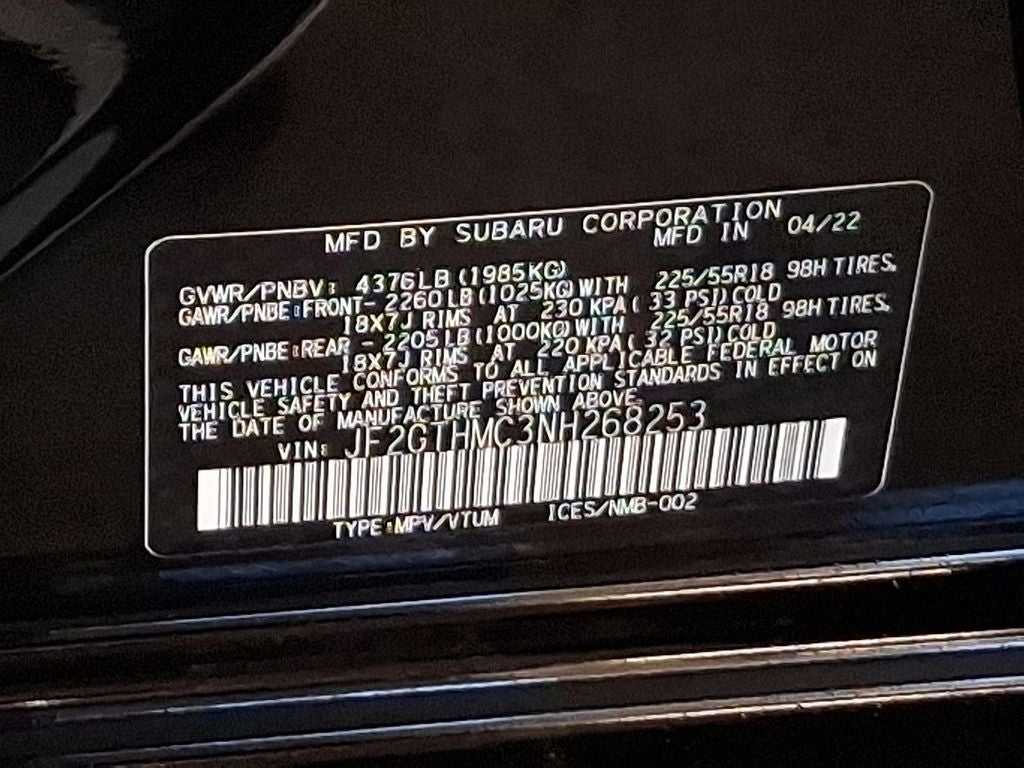 MFD BY SUBARU CORPORATION
MFD IN 04/22
GVWR/PNBV: 4376LB (1985KG)
GAWR/PNBE:FRONT- 2260LB (1025KG) WITH 225/55R18 98H TIRES,
18X7J RIMS AT 230 KPA ( 33 PSI) COLD
GAWR/PNBE:REAR - 2205LB (1000KG) WITH 225/55R18 98H TIRES,
18X7J RIMS AT 220 KPA ( 32 PSI) COLD
THIS VEHICLE CONFORMS TO ALL APPLICABLE FEDERAL MOTOR
VEHICLE SAFETY AND THEFT PREVENTION STANDARDS IN EFFECT ON
THE DATE OF MANUFACTURE SHOWN ABOVE.
VIN: JF2GTHMC3NH268253
TYPE:MPV/VTUM ICES/NMB-002